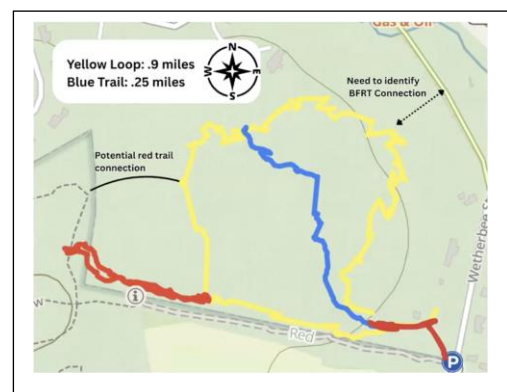 Gas & Oil
Yellow Loop: .9 miles
Blue Trail: .25 miles
N
W
E
S
Need to identify
BFRT Connection
Potential red trail
connection
Wetherbee St
i
Red
P